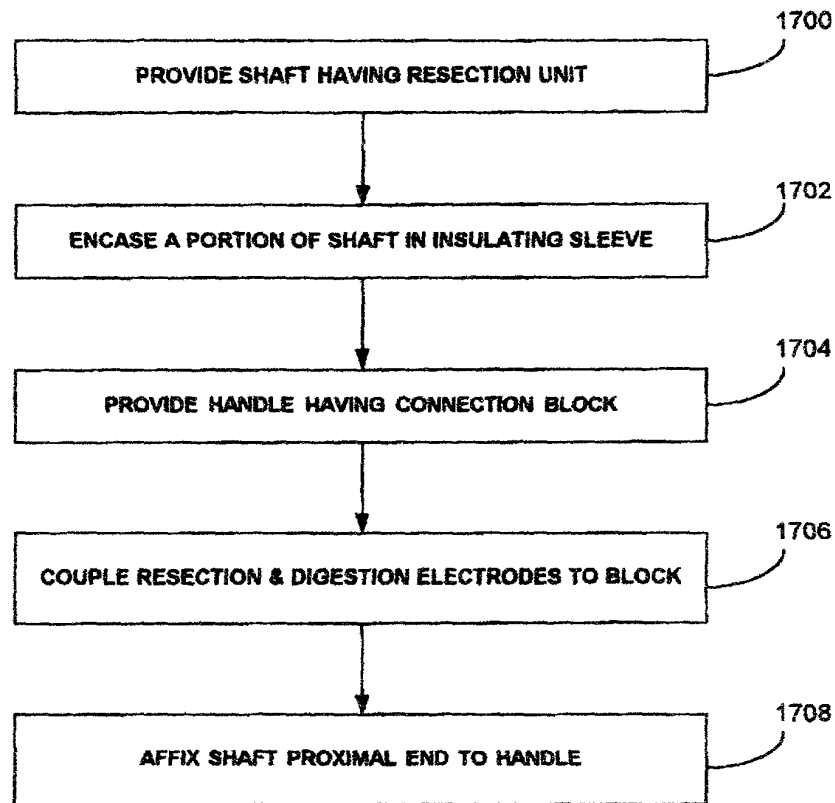 1700
PROVIDE SHAFT HAVING RESECTION UNIT
1702
ENCASE A PORTION OF SHAFT IN INSULATING SLEEVE
1704
PROVIDE HANDLE HAVING CONNECTION BLOCK
1706
COUPLE RESECTION & DIGESTION ELECTRODES TO BLOCK
1708
AFFIX SHAFT PROXIMAL END TO HANDLE